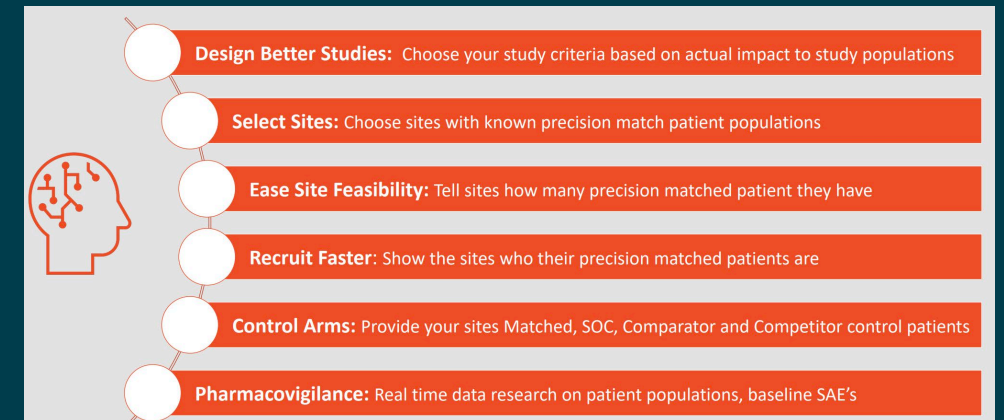 Design Better Studies: Choose your study criteria based on actual impact to study populations
Select Sites: Choose sites with known precision match patient populations
Ease Site Feasibility: Tell sites how many precision matched patient they have
Recruit Faster: Show the sites who their precision matched patients are
Control Arms: Provide your sites Matched, SOC, Comparator and Competitor control patients
Pharmacovigilance: Real time data research on patient populations, baseline SAE's